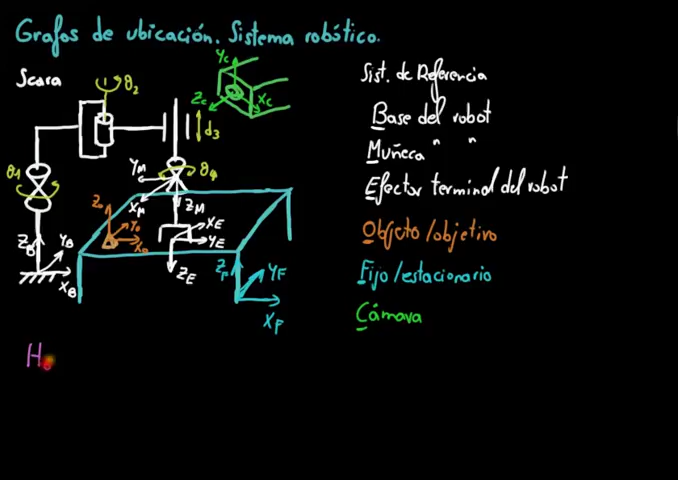 Grafos de ubicación. Sistema robótico.
Scara
θ2
Yc
Xc
Zc
Sist. de Referencia
Base del robot
Muñeca " "
Efector terminal del robot
Objeto/objetivo
Fijo/estacionario
Cámara
d3
θ1
θ4
YM
XM
ZM
Zo
Yo
Xo
XE
YE
ZE
ZB
YB
XB
ZF
YF
XF
H